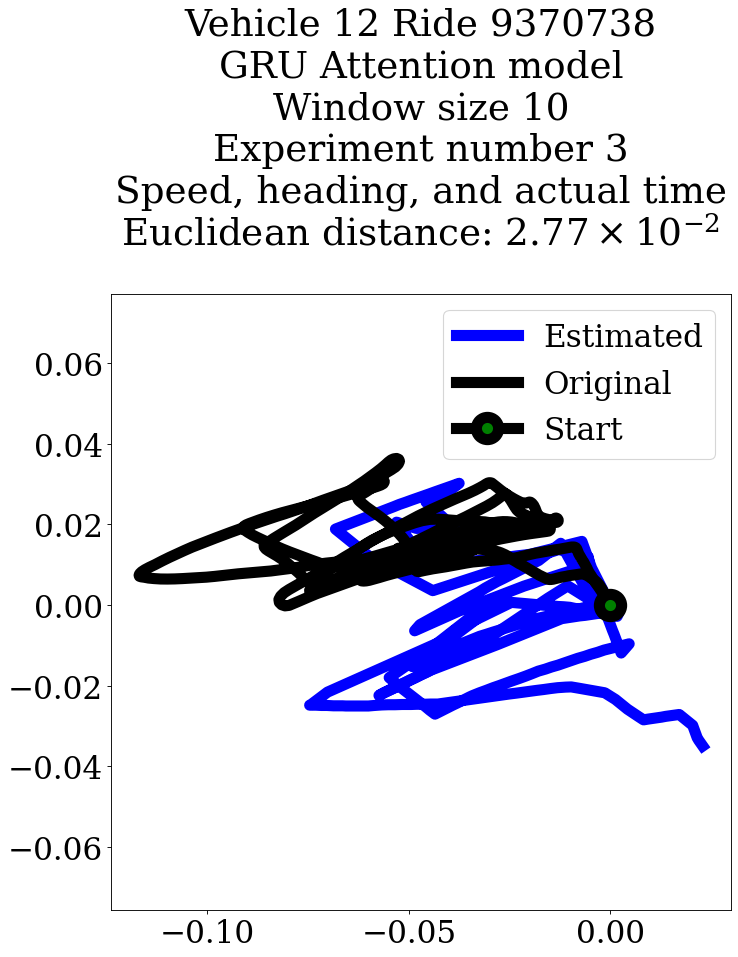 Vehicle 12 Ride 9370738
GRU Attention model
Window size 10
Experiment number 3
Speed, heading, and actual time
Euclidean distance: 2.77 × 10⁻²
Estimated
Original
Start
0.06
0.04
0.02
0.00
−0.02
−0.04
−0.06
−0.10 −0.05 0.00